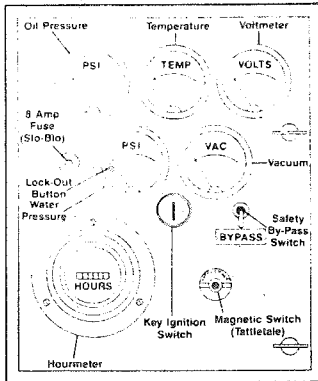 Oil Pressure
Temperature
Voltmeter
PSI
TEMP
VOLTS
8 Amp
Fuse
(Slo-Blo)
PSI
VAC
Vacuum
Lock-Out
Button
Water
Pressure
Safety
By-Pass
Switch
BYPASS
HOURS
Key Ignition
Switch
Magnetic Switch
(Tattletale)
Hourmeter